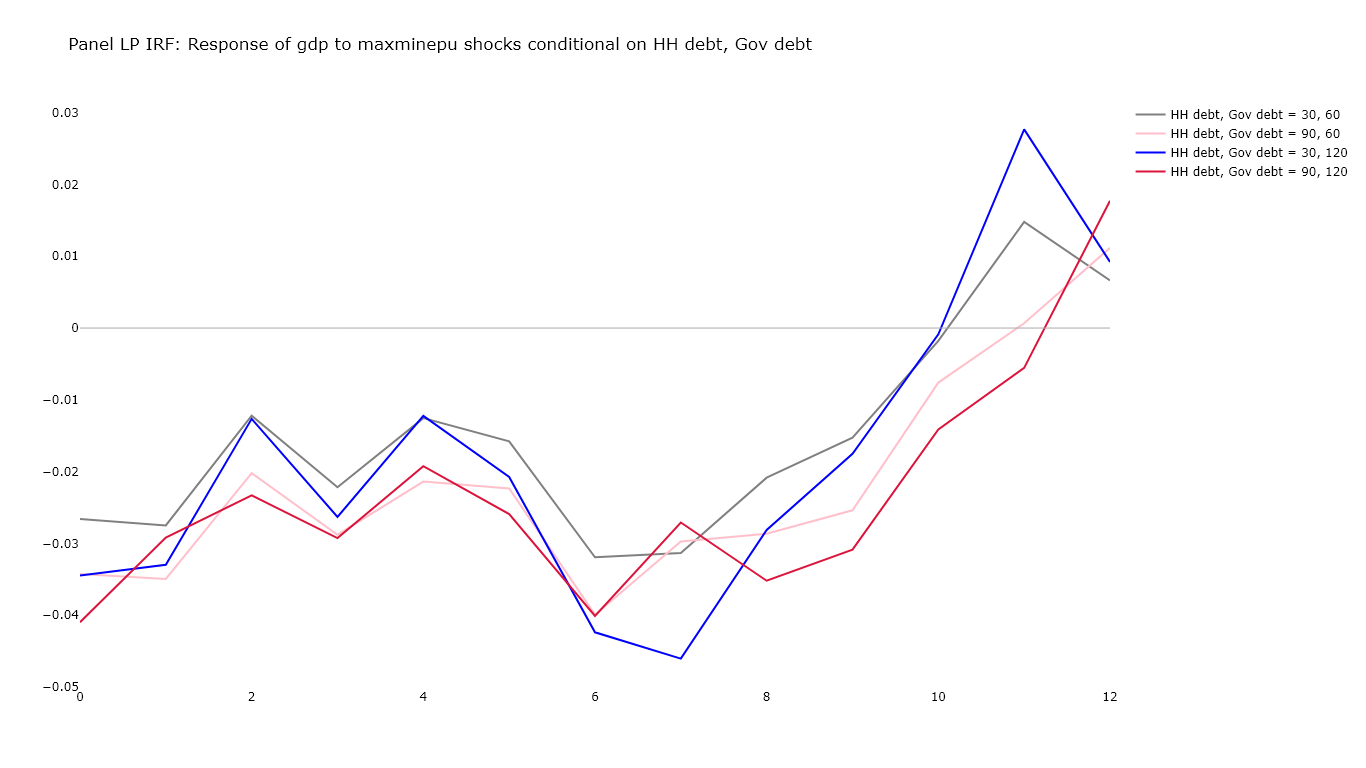 Panel LP IRF: Response of gdp to maxminepu shocks conditional on HH debt, Gov debt
HH debt, Gov debt = 30, 60
HH debt, Gov debt = 90, 60
HH debt, Gov debt = 30, 120
HH debt, Gov debt = 90, 120
0.03
0.02
0.01
0
−0.01
−0.02
−0.03
−0.04
−0.05
0 2 4 6 8 10 12